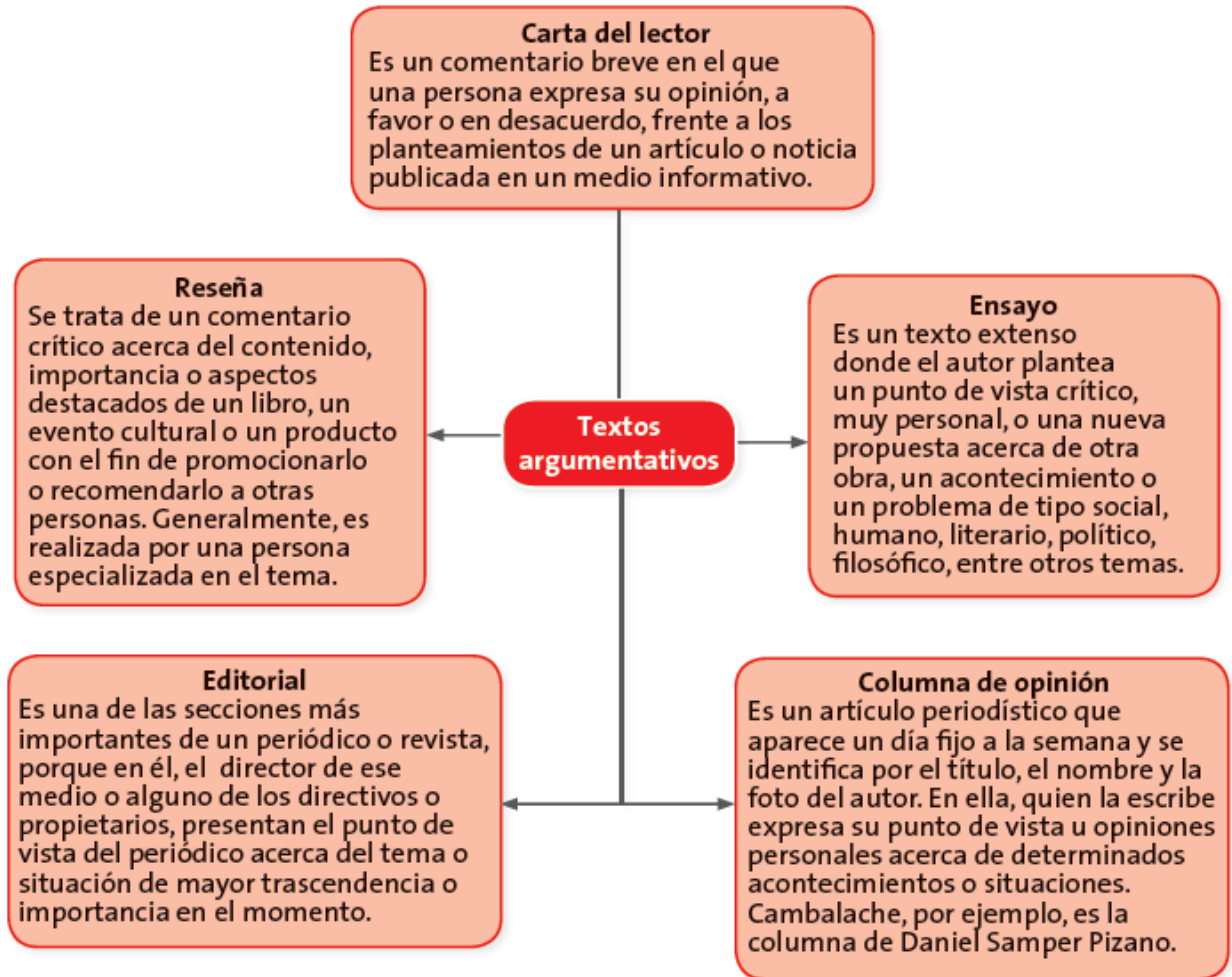 Carta del lector
Es un comentario breve en el que
una persona expresa su opinión, a
favor o en desacuerdo, frente a los
planteamientos de un artículo o noticia
publicada en un medio informativo.
Reseña
Se trata de un comentario
crítico acerca del contenido,
importancia o aspectos
destacados de un libro, un
evento cultural o un producto
con el fin de promocionarlo
o recomendarlo a otras
personas. Generalmente, es
realizada por una persona
especializada en el tema.
Textos
argumentativos
Ensayo
Es un texto extenso
donde el autor plantea
un punto de vista crítico,
muy personal, o una nueva
propuesta acerca de otra
obra, un acontecimiento o
un problema de tipo social,
humano, literario, político,
filosófico, entre otros temas.
Editorial
Es una de las secciones más
importantes de un periódico o revista,
porque en él, el director de ese
medio o alguno de los directivos o
propietarios, presentan el punto de
vista del periódico acerca del tema o
situación de mayor trascendencia o
importancia en el momento.
Columna de opinión
Es un artículo periodístico que
aparece un día fijo a la semana y se
identifica por el título, el nombre y la
foto del autor. En ella, quien la escribe
expresa su punto de vista u opiniones
personales acerca de determinados
acontecimientos o situaciones.
Cambalache, por ejemplo, es la
columna de Daniel Samper Pizano.